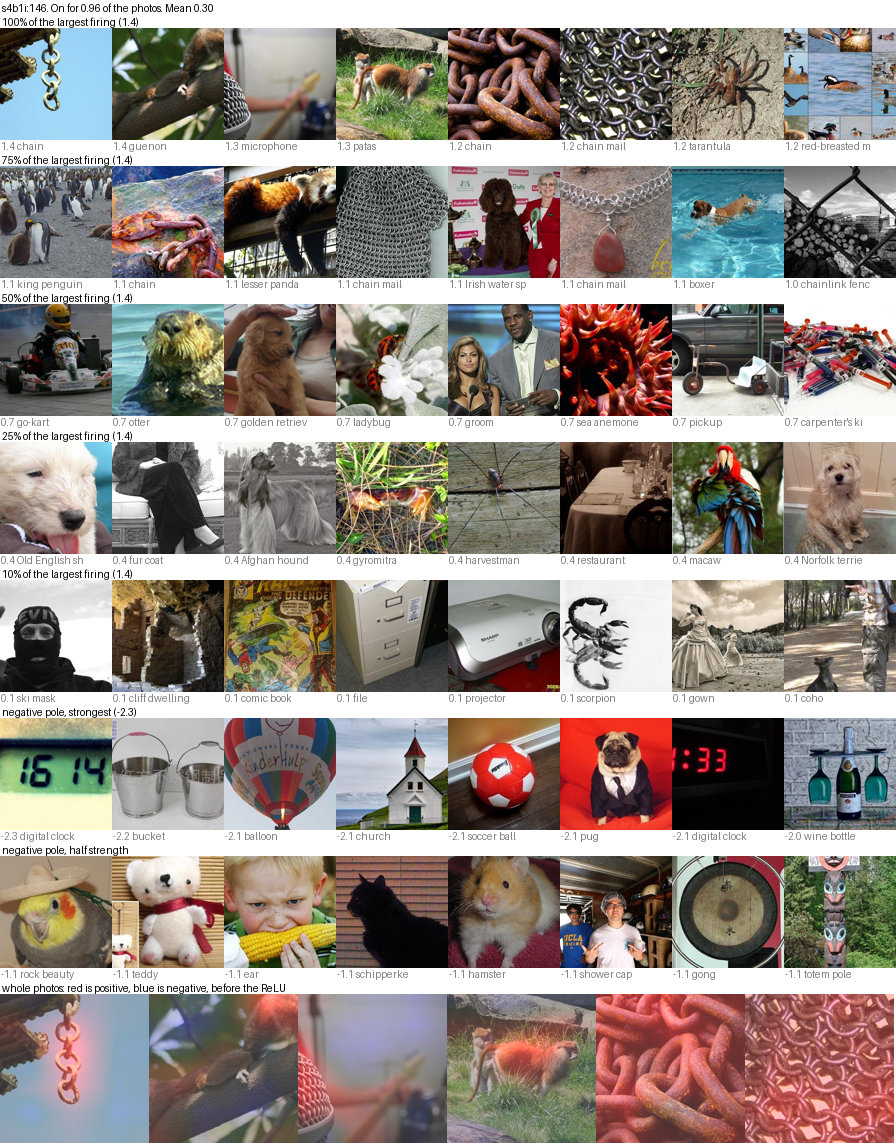 s4b1i:146. On for 0.96 of the photos. Mean 0.30
100% of the largest firing (1.4)
1.4 chain
1.4 guenon
1.3 microphone
1.3 patas
1.2 chain
1.2 chain mail
1.2 tarantula
1.2 red-breasted m
75% of the largest firing (1.4)
1.1 king penguin
1.1 chain
1.1 lesser panda
1.1 chain mail
1.1 Irish water sp
1.1 chain mail
1.1 boxer
1.0 chainlink fenc
50% of the largest firing (1.4)
0.7 go-kart
0.7 otter
0.7 golden retriev
0.7 ladybug
0.7 groom
0.7 sea anemone
0.7 pickup
0.7 carpenter's ki
25% of the largest firing (1.4)
0.4 Old English sh
0.4 fur coat
0.4 Afghan hound
0.4 gyromitra
0.4 harvestman
0.4 restaurant
0.4 macaw
0.4 Norfolk terrie
10% of the largest firing (1.4)
SHARP
0.1 ski mask
0.1 cliff dwelling
0.1 comic book
0.1 file
0.1 projector
0.1 scorpion
0.1 gown
0.1 coho
negative pole, strongest (-2.3)
16 14
KinderHulp
1:33
-2.3 digital clock
-2.2 bucket
-2.1 balloon
-2.1 church
-2.1 soccer ball
-2.1 pug
-2.1 digital clock
-2.0 wine bottle
negative pole, half strength
UCLA
-1.1 rock beauty
-1.1 teddy
-1.1 ear
-1.1 schipperke
-1.1 hamster
-1.1 shower cap
-1.1 gong
-1.1 totem pole
whole photos: red is positive, blue is negative, before the ReLU